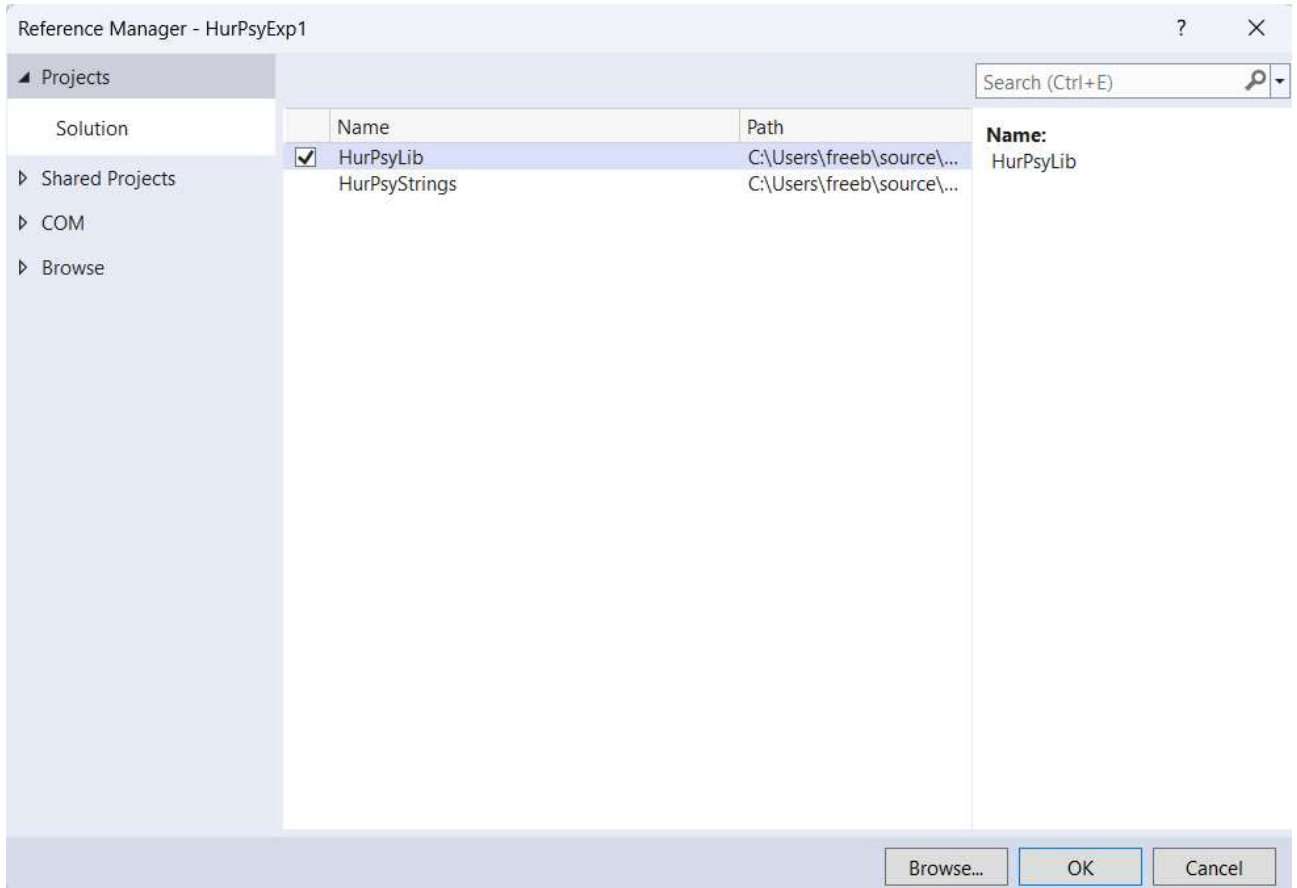 Reference Manager - HurPsyExp1 ?
Projects
Solution
Shared Projects
COM
Browse
Search (Ctrl+E)
Name Path
HurPsyLib C:\Users\freeb\source\...
HurPsyStrings C:\Users\freeb\source\...
Name:
HurPsyLib
Browse... OK Cancel